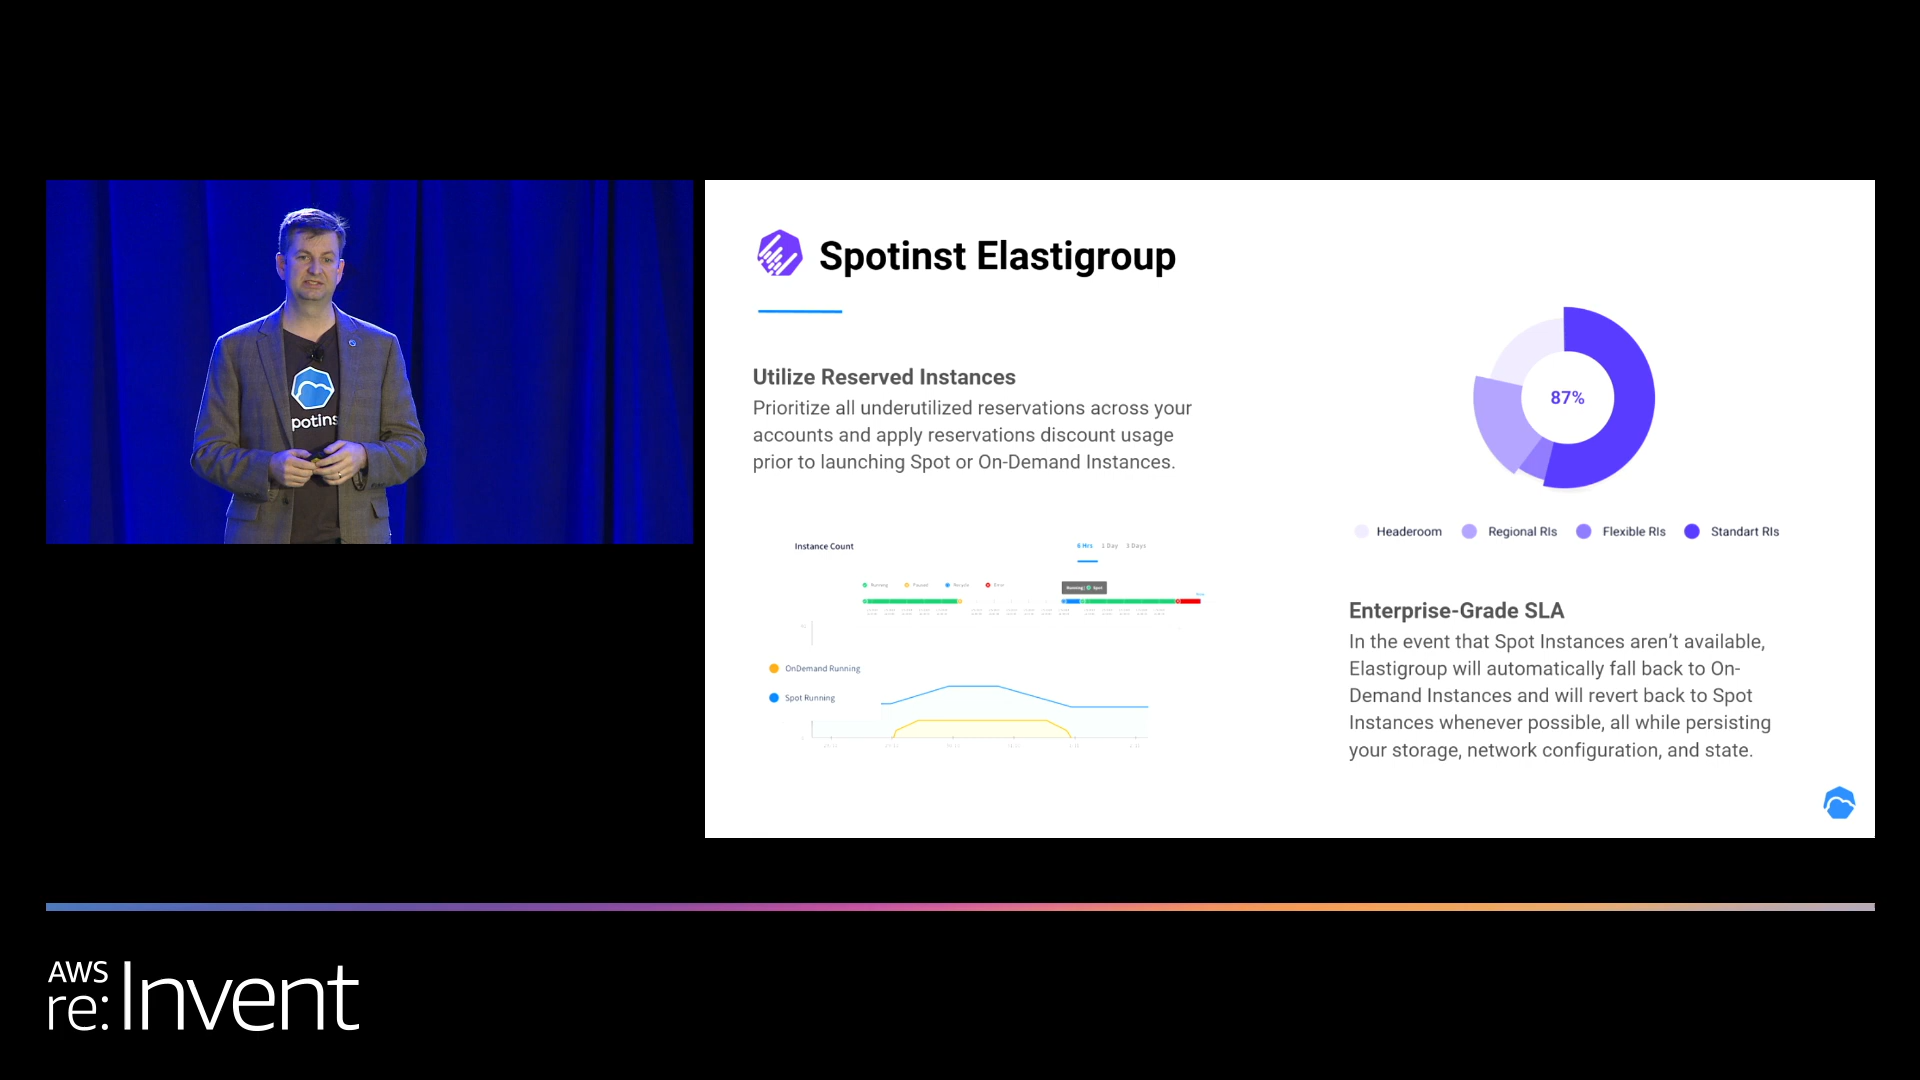 potins
Spotinst Elastigroup
Utilize Reserved Instances
Prioritize all underutilized reservations across your
accounts and apply reservations discount usage
prior to launching Spot or On-Demand Instances.
87%
Headeroom
Regional RIs
Flexible RIs
Standart RIs
Instance Count
6 Hrs
1 Day
3 Days
Running
Paused
Recycle
Error
Running | Spot
OnDemand Running
Spot Running
Enterprise-Grade SLA
In the event that Spot Instances aren’t available,
Elastigroup will automatically fall back to On-
Demand Instances and will revert back to Spot
Instances whenever possible, all while persisting
your storage, network configuration, and state.
AWS
re:Invent